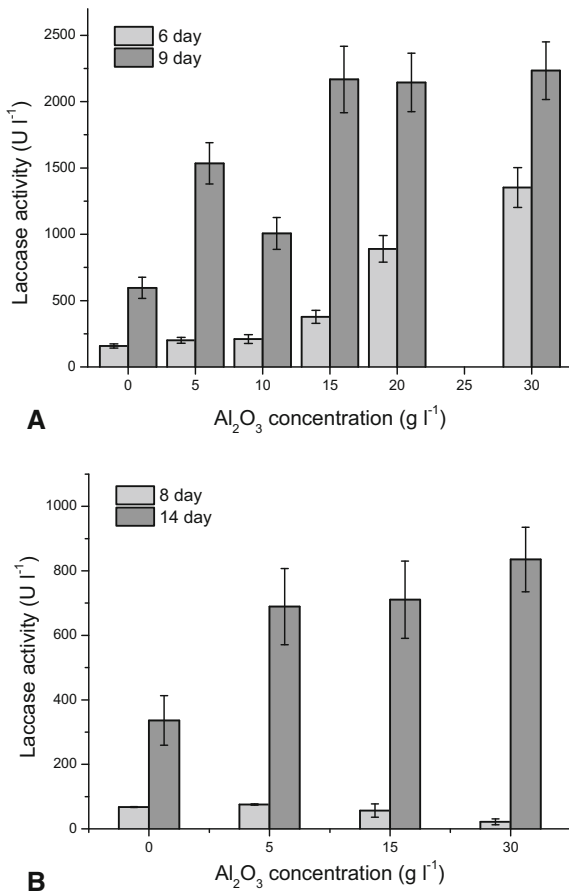 6 day
9 day
2500
2000
1500
1000
500
0
Laccase activity (U l⁻¹)
0 5 10 15 20 25 30
Al₂O₃ concentration (g l⁻¹)
A
8 day
14 day
1000
800
600
400
200
0
Laccase activity (U l⁻¹)
0 5 15 30
Al₂O₃ concentration (g l⁻¹)
B